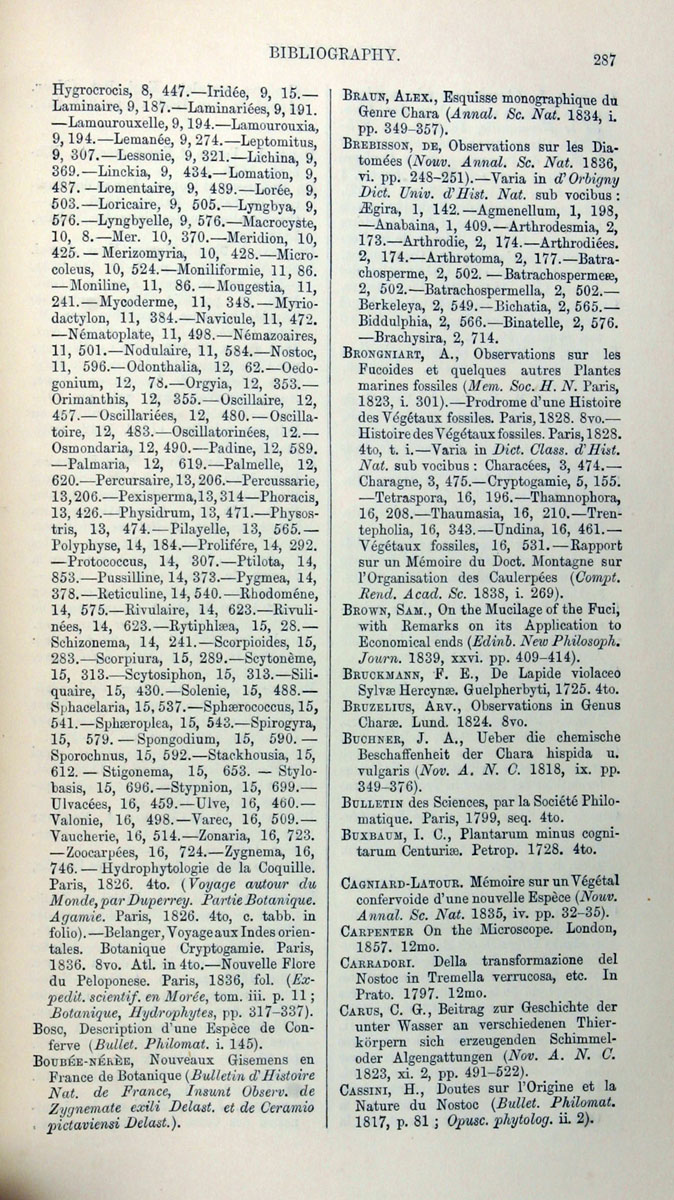 BIBLIOGRAPHY.
287
Hygrocrocis, 8, 447.—Iridée, 9, 15.—
Laminaire, 9, 187.—Laminariées, 9, 191.
—Lamourouxelle, 9, 194.—Lamourouxia,
9, 194.—Lemanée, 9, 274.—Leptomitus,
9, 307.—Lessonie, 9, 321.—Lichina, 9,
369.—Linckia, 9, 434.—Lomation, 9,
487. —Lomentaire, 9, 489.—Lorée, 9,
503.—Loricaire, 9, 505.—Lyngbya, 9,
576.—Lyngbyelle, 9, 576.—Macrocyste,
10, 8.—Mer. 10, 370.—Meridion, 10,
425. — Merizomyria, 10, 428.—Micro-
coleus, 10, 524.—Moniliformie, 11, 86.
—Moniline, 11, 86.—Mougestia, 11,
241.—Mycoderme, 11, 348.—Myrio-
dactylon, 11, 384.—Navicule, 11, 472.
—Nématoplate, 11, 498.—Némazoaires,
11, 501.—Nodulaire, 11, 584.—Nostoc,
11, 596.—Odonthalia, 12, 62.—Oedo-
gonium, 12, 78.—Orgyia, 12, 353.—
Orimanthis, 12, 355.—Oscillaire, 12,
457.—Oscillariées, 12, 480.—Oscilla-
toire, 12, 483.—Oscillatorinées, 12.—
Osmondaria, 12, 490.—Padine, 12, 589.
—Palmaria, 12, 619.—Palmelle, 12,
620.—Percursaire, 13, 206.—Percussarie,
13, 206.—Pexisperma, 13, 314—Phoracis,
13, 426.—Physidrum, 13, 471.—Physos-
tris, 13, 474.—Pilayelle, 13, 565.—
Polyphyse, 14, 184.—Prolifére, 14, 292.
—Protococcus, 14, 307.—Ptilota, 14,
853.—Pussilline, 14, 373.—Pygmea, 14,
378.—Reticuline, 14, 540.—Rhodoméne,
14, 575.—Rivulaire, 14, 623.—Rivuli-
nées, 14, 623.—Rytiphlæa, 15, 28.—
Schizonema, 14, 241.—Scorpioides, 15,
283.—Scorpiura, 15, 289.—Scytonème,
15, 313.—Scytosiphon, 15, 313.—Sili-
quaire, 15, 430.—Solenie, 15, 488.—
Sphacelaria, 15, 537.—Sphærococcus, 15,
541.—Sphæroplea, 15, 543.—Spirogyra,
15, 579. — Spongodium, 15, 590. —
Sporochnus, 15, 592.—Stackhousia, 15,
612. — Stigonema, 15, 653. — Stylo-
basis, 15, 696.—Stypnion, 15, 699.—
Ulvacées, 16, 459.—Ulve, 16, 460.—
Valonie, 16, 498.—Varec, 16, 509.—
Vaucherie, 16, 514.—Zonaria, 16, 723.
—Zoocarpées, 16, 724.—Zygnema, 16,
746.— Hydrophytologie de la Coquille.
Paris, 1826. 4to. (Voyage autour du
Monde, par Duperrey. Partie Botanique.
Agamie. Paris, 1826. 4to, c. tabb. in
folio).—Belanger, Voyage aux Indes orien-
tales. Botanique Cryptogamie. Paris,
1836. 8vo. Atl. in 4to.—Nouvelle Flore
du Peloponese. Paris, 1836, fol. (Ex-
pedit. scientif. en Morée, tom. iii. p. 11 ;
Botanique, Hydrophytes, pp. 317-337).
BOSC, Description d'une Espèce de Con-
ferve (Bullet. Philomat. i. 145).
BOUBÉE-NÉRÈE, Nouveaux Gisemens en
France de Botanique (Bulletin d'Histoire
Nat. de France, Insunt Observ. de
Zygnemate exili Delast. et de Ceramio
pictaviensi Delast.).
BRAUN, ALEX., Esquisse monographique du
Genre Chara (Annal. Sc. Nat. 1834, i.
pp. 349-357).
BREBISSON, DE, Observations sur les Dia-
tomées (Nouv. Annal. Sc. Nat. 1836,
vi. pp. 248-251).—Varia in d'Orbigny
Dict. Univ. d'Hist. Nat. sub vocibus :
Ægira, 1, 142.—Agmenellum, 1, 198,
—Anabaina, 1, 409.—Arthrodesmia, 2,
173.—Arthrodie, 2, 174.—Arthrodiées.
2, 174.—Arthrotoma, 2, 177.—Batra-
chosperme, 2, 502. — Batrachospermeæ,
2, 502.—Batrachospermella, 2, 502.—
Berkeleya, 2, 549.—Bichatia, 2, 565.—
Biddulphia, 2, 566.—Binatelle, 2, 576.
—Brachysira, 2, 714.
BRONGNIART, A., Observations sur les
Fucoides et quelques autres Plantes
marines fossiles (Mem. Soc. H. N. Paris,
1823, i. 301).—Prodrome d'une Histoire
des Végétaux fossiles. Paris, 1828. 8vo.—
Histoire des Végétaux fossiles. Paris, 1828.
4to, t. i.—Varia in Dict. Class. d'Hist.
Nat. sub vocibus : Characées, 3, 474.—
Charagne, 3, 475.—Cryptogamie, 5, 155.
—Tetraspora, 16, 196.—Thamnophora,
16, 208.—Thaumasia, 16, 210.—Tren-
tepholia, 16, 343.—Undina, 16, 461.—
Végétaux fossiles, 16, 531.—Rapport
sur un Mémoire du Doct. Montagne sur
l'Organisation des Caulerpées (Compt.
Rend. Acad. Sc. 1838, i. 269).
BROWN, SAM., On the Mucilage of the Fuci,
with Remarks on its Application to
Economical ends (Edinb. New Philosoph.
Journ. 1839, xxvi. pp. 409-414).
BRUCKMANN, F. E., De Lapide violaceo
Sylvæ Hercynæ. Guelpherbyti, 1725. 4to.
BRUZELIUS, ARV., Observations in Genus
Charæ. Lund. 1824. 8vo.
BUCHNER, J. A., Ueber die chemische
Beschaffenheit der Chara hispida u.
vulgaris (Nov. A. N. C. 1818, ix. pp.
349-376).
BULLETIN des Sciences, par la Société Philo-
matique. Paris, 1799, seq. 4to.
BUXBAUM, I. C., Plantarum minus cogni-
tarum Centuriæ. Petrop. 1728. 4to.
CAGNIARD-LATOUR. Mémoire sur un Végétal
confervoide d'une nouvelle Espèce (Nouv.
Annal. Sc. Nat. 1835, iv. pp. 32-35).
CARPENTER On the Microscope. London,
1857. 12mo.
CARRADORI. Della transformazione del
Nostoc in Tremella verrucosa, etc. In
Prato. 1797. 12mo.
CARUS, C. G., Beitrag zur Geschichte der
unter Wasser an verschiedenen Thier-
körpern sich erzeugenden Schimmel-
oder Algengattungen (Nov. A. N. C.
1823, xi. 2, pp. 491-522).
CASSINI, H., Doutes sur l'Origine et la
Nature du Nostoc (Bullet. Philomat.
1817, p. 81 ; Opusc. phytolog. ii. 2).